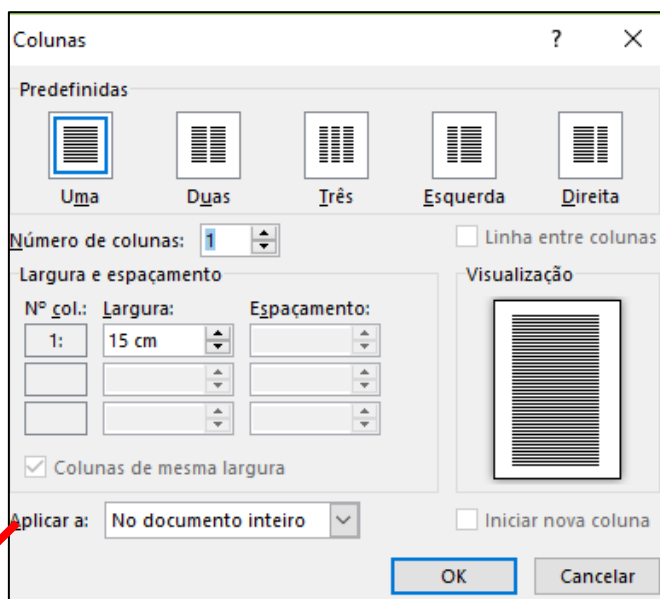 Colunas ?
Predefinidas
Uma Duas Três Esquerda Direita
Número de colunas: 1 Linha entre colunas
Largura e espaçamento Visualização
Nº col.: Largura: Espaçamento:
1: 15 cm
Colunas de mesma largura
Aplicar a: No documento inteiro Iniciar nova coluna
OK Cancelar